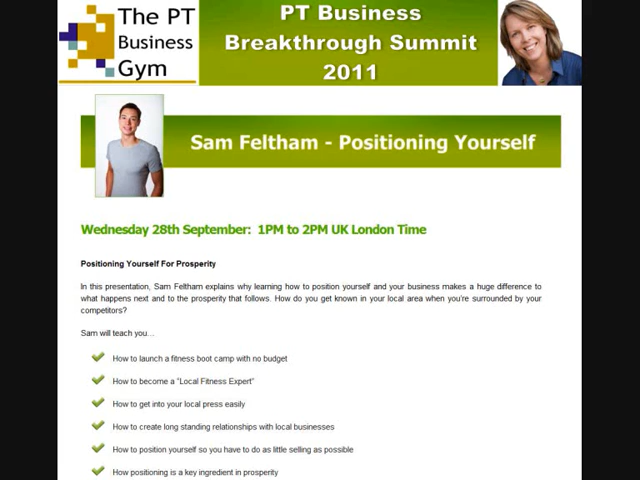 The PT
Business
Gym
PT Business
Breakthrough Summit
2011
Sam Feltham - Positioning Yourself
Wednesday 28th September: 1PM to 2PM UK London Time
Positioning Yourself For Prosperity
In this presentation, Sam Feltham explains why learning how to position yourself and your business makes a huge difference to
what happens next and to the prosperity that follows. How do you get known in your local area when you're surrounded by your
competitors?
Sam will teach you...
How to launch a fitness boot camp with no budget
How to become a "Local Fitness Expert"
How to get into your local press easily
How to create long standing relationships with local businesses
How to position yourself so you have to do as little selling as possible
How positioning is a key ingredient in prosperity